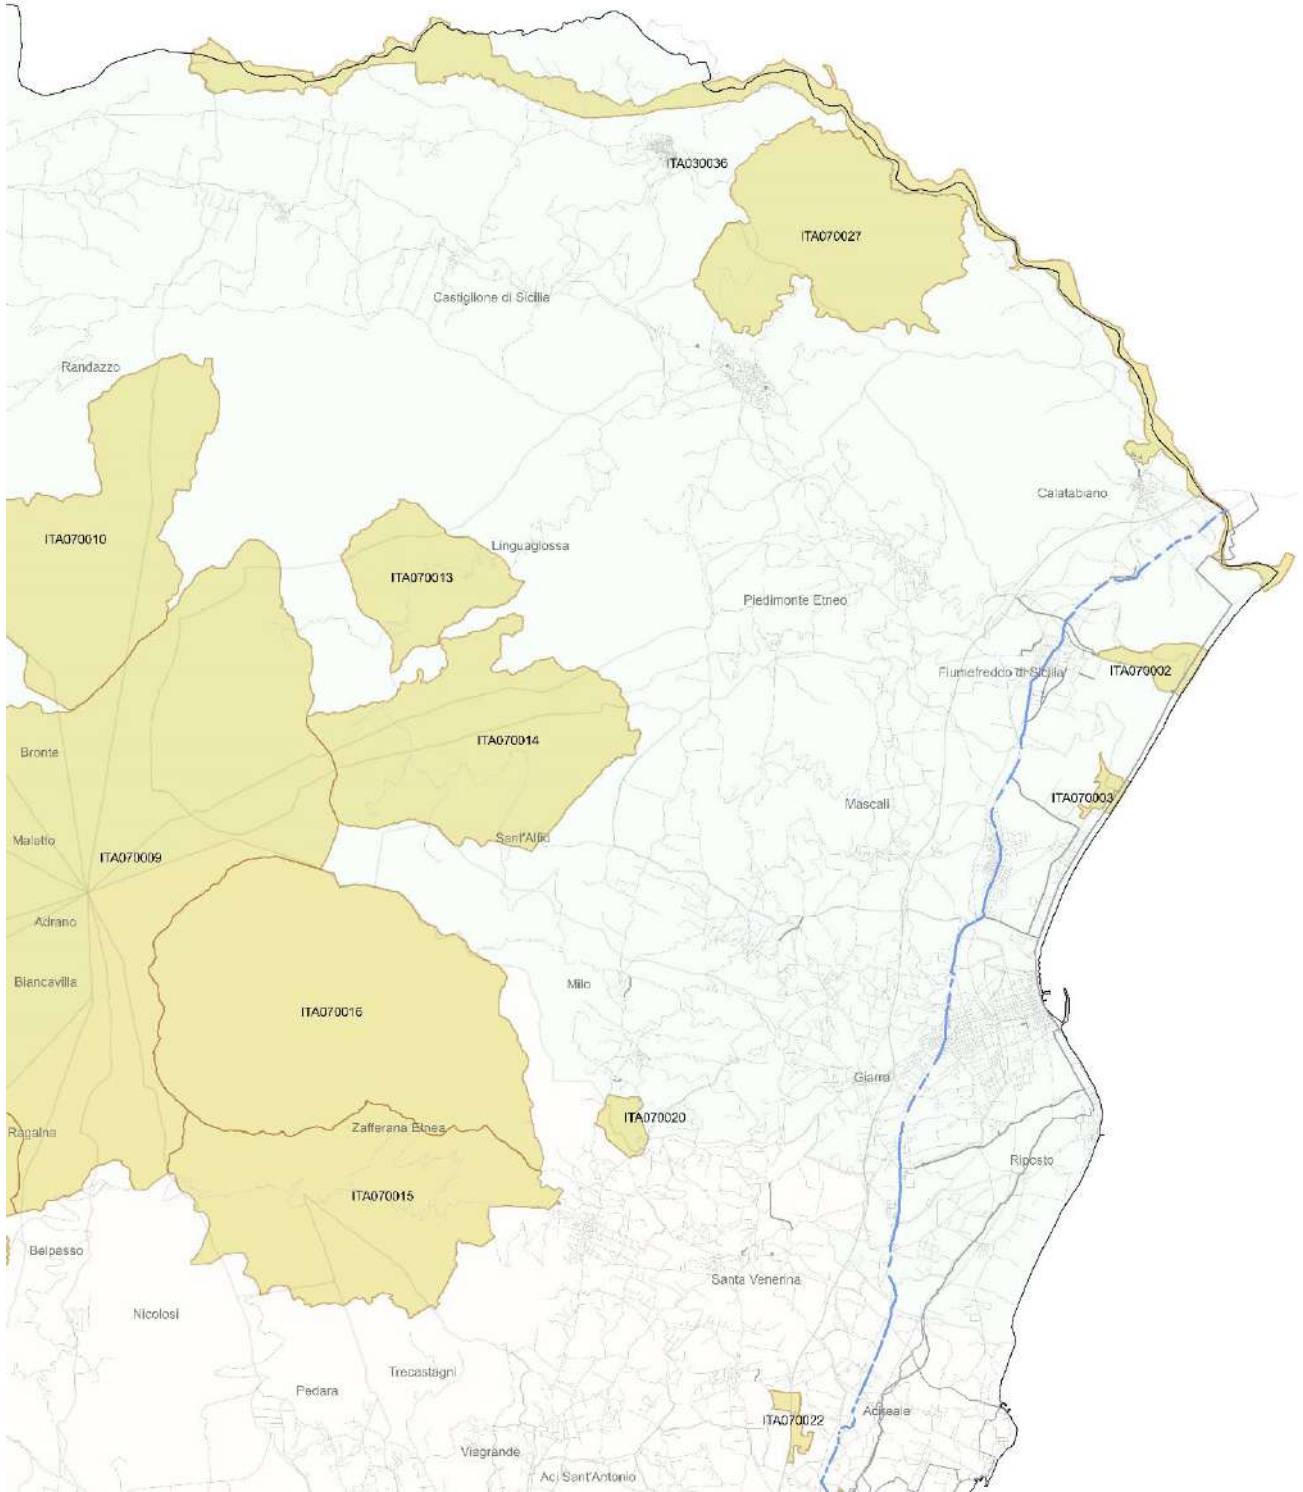 ITA030036
ITA070027
Castiglione di Sicilia
Randazzo
Calatabiano
ITA070010
Linguaglossa
ITA070013
Piedimonte Etneo
Fiumefreddo di Sicilia
ITA070002
ITA070014
Bronte
ITA070003
Mascali
Maletto
Sant'Alfio
ITA070009
Adrano
Biancavilla
Milo
ITA070016
Giarre
ITA070020
Zafferana Etnea
Ragalna
Riposto
ITA070015
Belpasso
Santa Venerina
Nicolosi
Trecastagni
Pedara
Acireale
ITA070022
Viagrande
Aci Sant'Antonio